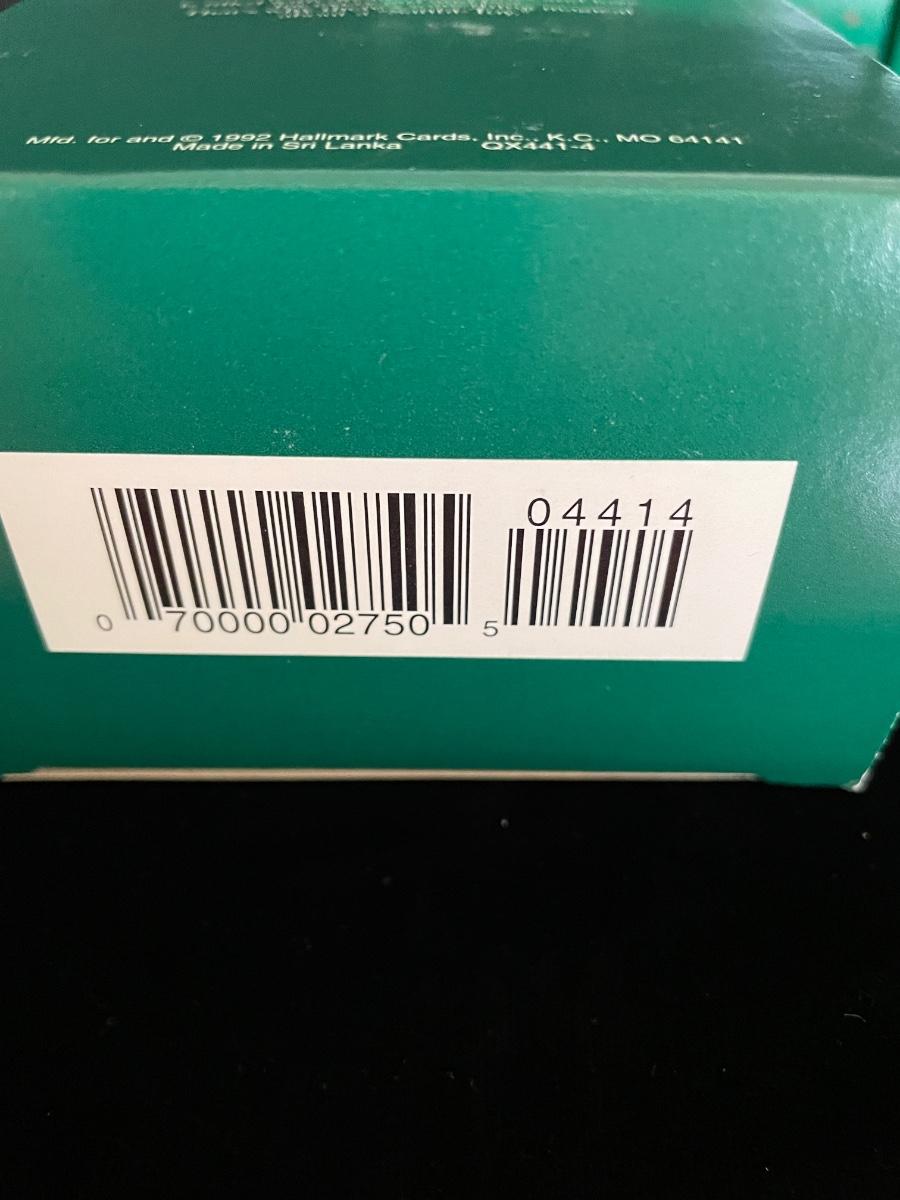 Mfd. for and © 1992 Hallmark Cards, Inc., K.C., MO 64141
Made in Sri Lanka QX441-4
04414
0 70000 02750 5